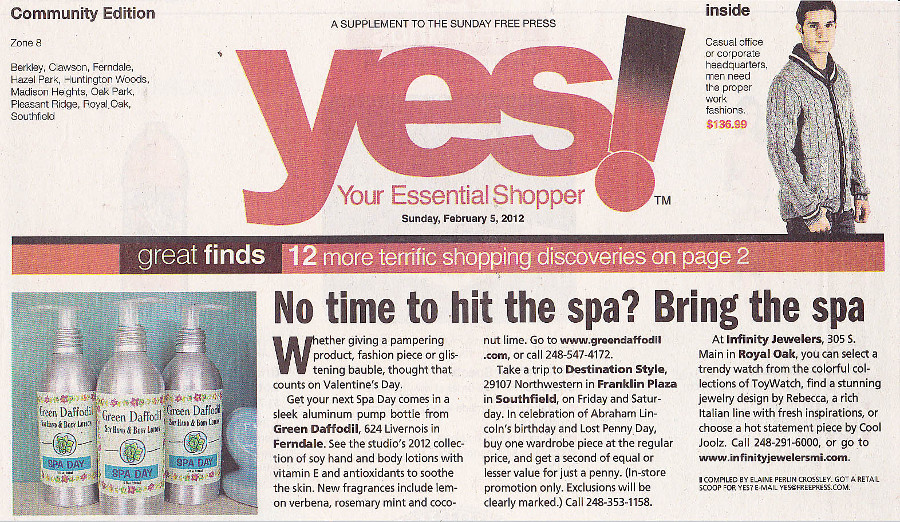 Community Edition
Zone 8
Berkley, Clawson, Ferndale,
Hazel Park, Huntington Woods,
Madison Heights, Oak Park,
Pleasant Ridge, Royal Oak,
Southfield
A SUPPLEMENT TO THE SUNDAY FREE PRESS
yes!
Your Essential Shopper
TM
Sunday, February 5, 2012
inside
Casual office
or corporate
headquarters,
men need
the proper
work
fashions.
$136.99
great finds
12 more terrific shopping discoveries on page 2
No time to hit the spa? Bring the spa
Whether giving a pampering
product, fashion piece or glis-
tening bauble, thought that
counts on Valentine's Day.
Get your next Spa Day comes in a
sleek aluminum pump bottle from
Green Daffodil, 624 Livernois in
Ferndale. See the studio's 2012 collec-
tion of soy hand and body lotions with
vitamin E and antioxidants to soothe
the skin. New fragrances include lem-
on verbena, rosemary mint and coco-
nut lime. Go to www.greendaffodil
.com, or call 248-547-4172.
Take a trip to Destination Style,
29107 Northwestern in Franklin Plaza
in Southfield, on Friday and Satur-
day. In celebration of Abraham Lin-
coln's birthday and Lost Penny Day,
buy one wardrobe piece at the regular
price, and get a second of equal or
lesser value for just a penny. (In-store
promotion only. Exclusions will be
clearly marked.) Call 248-353-1158.
At Infinity Jewelers, 305 S.
Main in Royal Oak, you can select a
trendy watch from the colorful col-
lections of ToyWatch, find a stunning
jewelry design by Rebecca, a rich
Italian line with fresh inspirations, or
choose a hot statement piece by Cool
Joolz. Call 248-291-6000, or go to
www.infinityjewelersmi.com.
COMPILED BY ELAINE PERLIN CROSSLEY. GOT A RETAIL
SCOOP FOR YES? E-MAIL YES@FREEPRESS.COM.
Green Daffodil
Soy Hand & Body Lotion
SPA DAY
Green Daffodil
Soy Hand & Body Lotion
SPA DAY
Green Daffodil
Soy Hand & Body Lotion
SPA DAY